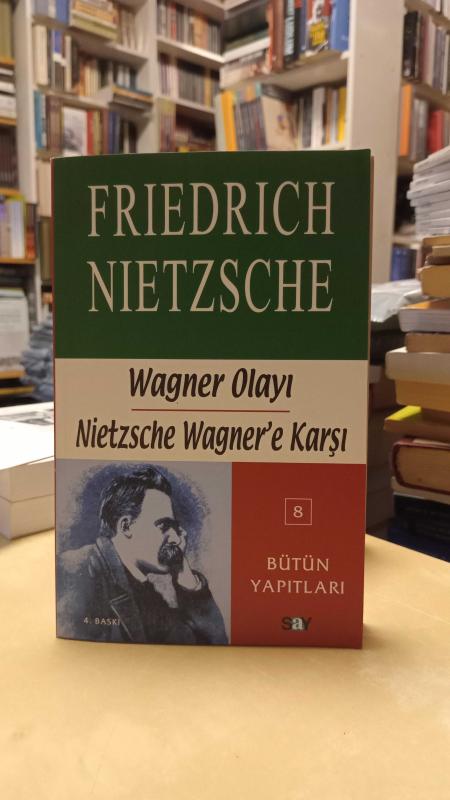 FRIEDRICH
NIETZSCHE
Wagner Olayı
Nietzsche Wagner'e Karşı
8
BÜTÜN
YAPITLARI
4. BASKI
say